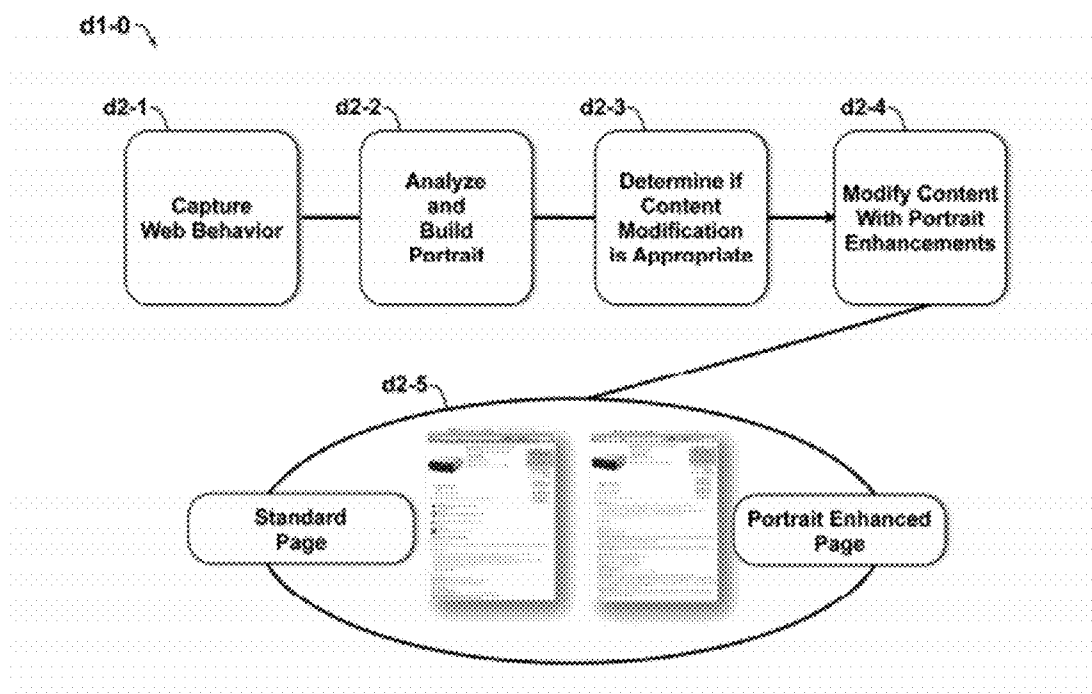 d1-0
d2-1
d2-2
d2-3
d2-4
Capture
Web Behavior
Analyze
and
Build
Portrait
Determine if
Content
Modification
is Appropriate
Modify Content
With Portrait
Enhancements
d2-5
Standard
Page
Portrait Enhanced
Page